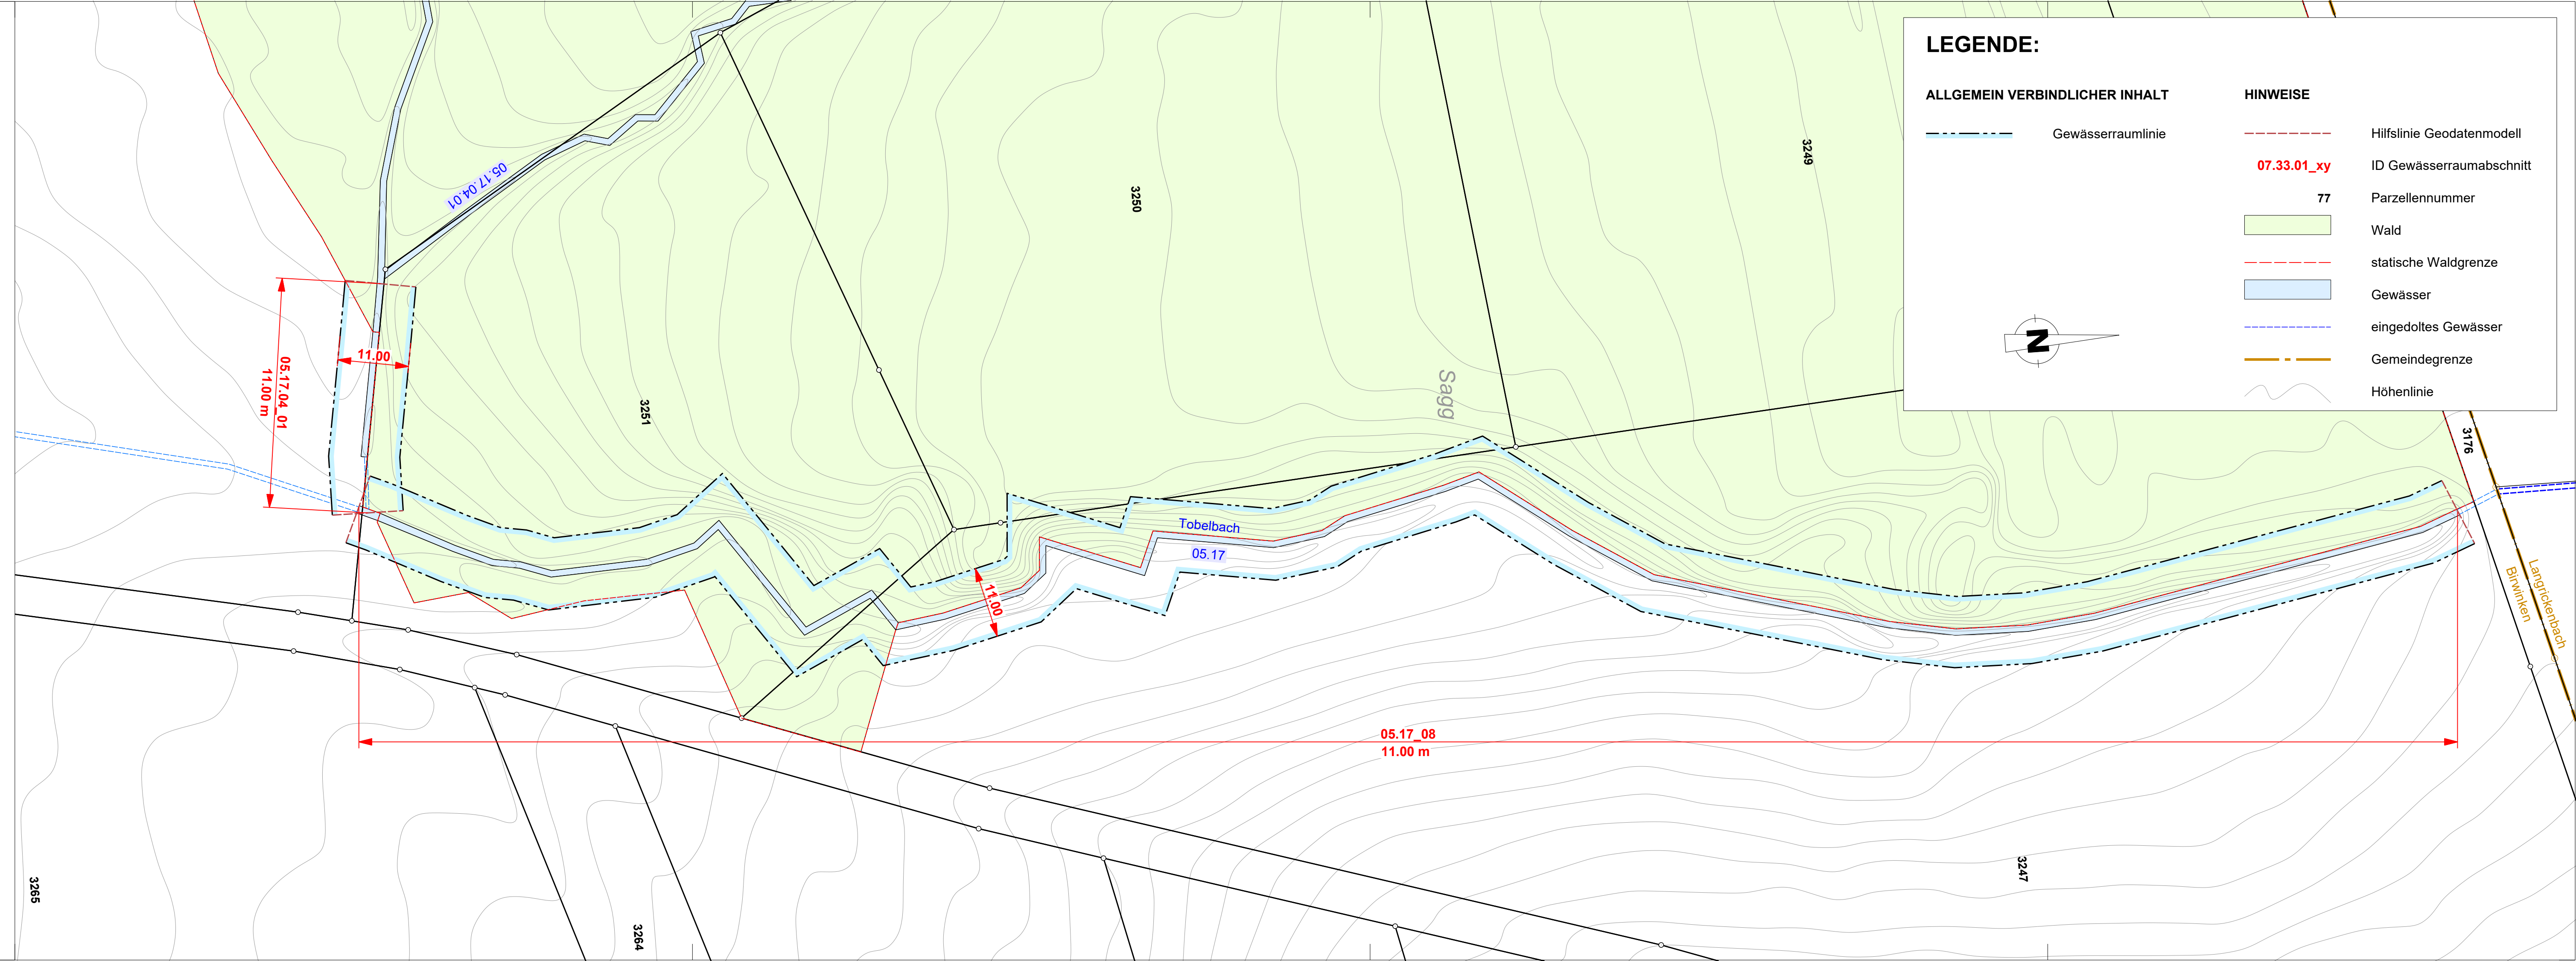 LEGENDE:
ALLGEMEIN VERBINDLICHER INHALT
Gewässerraumlinie
HINWEISE
Hilfslinie Geodatenmodell
07.33.01_xy
ID Gewässerraumabschnitt
77
Parzellennummer
Wald
statische Waldgrenze
Gewässer
eingedoltes Gewässer
Gemeindegrenze
Höhenlinie
N
05.17.04.01
3250
3249
11.00
05.17.04_01
11.00 m
3251
Sagg
3176
Tobelbach
05.17
11.00
Langrickenbach
Birwinken
05.17_08
11.00 m
3265
3264
3247